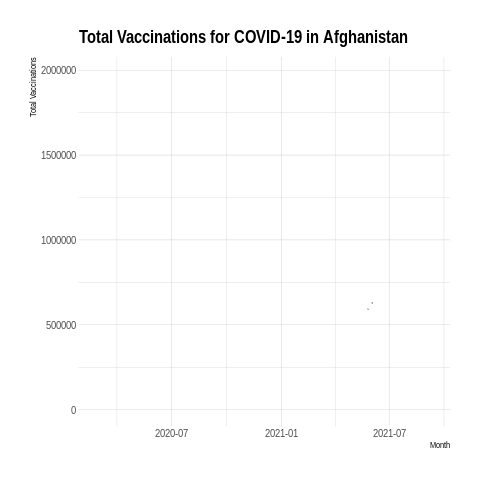 Total Vaccinations for COVID-19 in Afghanistan
Total Vaccinations
2000000
1500000
1000000
500000
0
2020-07 2021-01 2021-07
Month